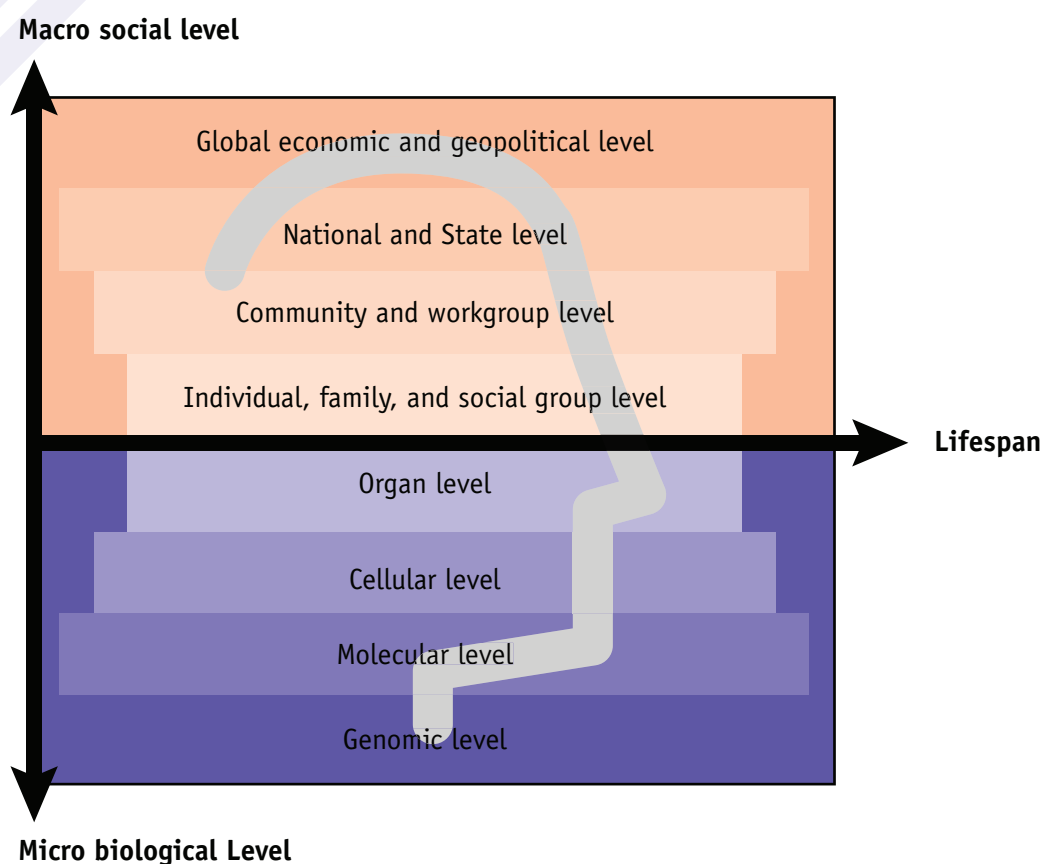 Macro social level
Global economic and geopolitical level
National and State level
Community and workgroup level
Individual, family, and social group level
Lifespan
Organ level
Cellular level
Molecular level
Genomic level
Micro biological Level